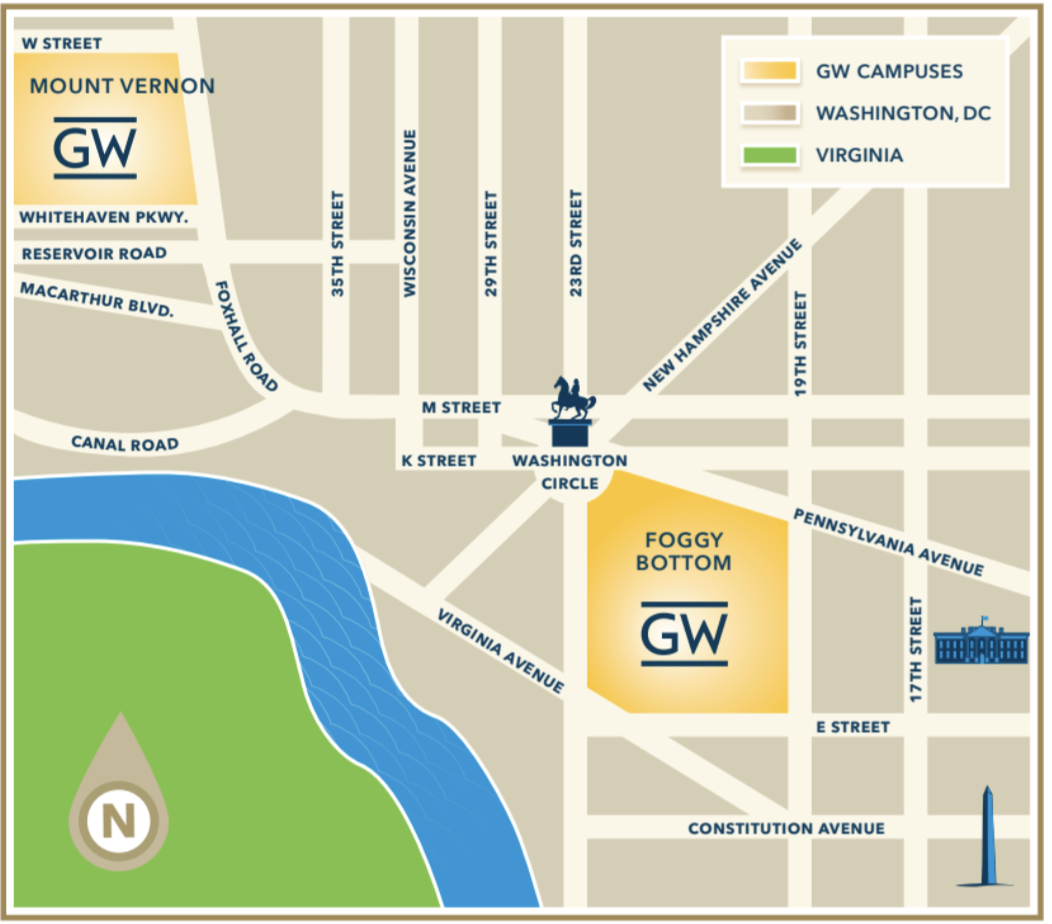 W STREET
MOUNT VERNON
GW
WHITEHAVEN PKWY.
RESERVOIR ROAD
MACARTHUR BLVD.
FOXHALL ROAD
CANAL ROAD
35TH STREET
WISCONSIN AVENUE
29TH STREET
23RD STREET
GW CAMPUSES
WASHINGTON, DC
VIRGINIA
NEW HAMPSHIRE AVENUE
19TH STREET
M STREET
K STREET
WASHINGTON
CIRCLE
PENNSYLVANIA AVENUE
FOGGY
BOTTOM
GW
VIRGINIA AVENUE
17TH STREET
E STREET
CONSTITUTION AVENUE
N